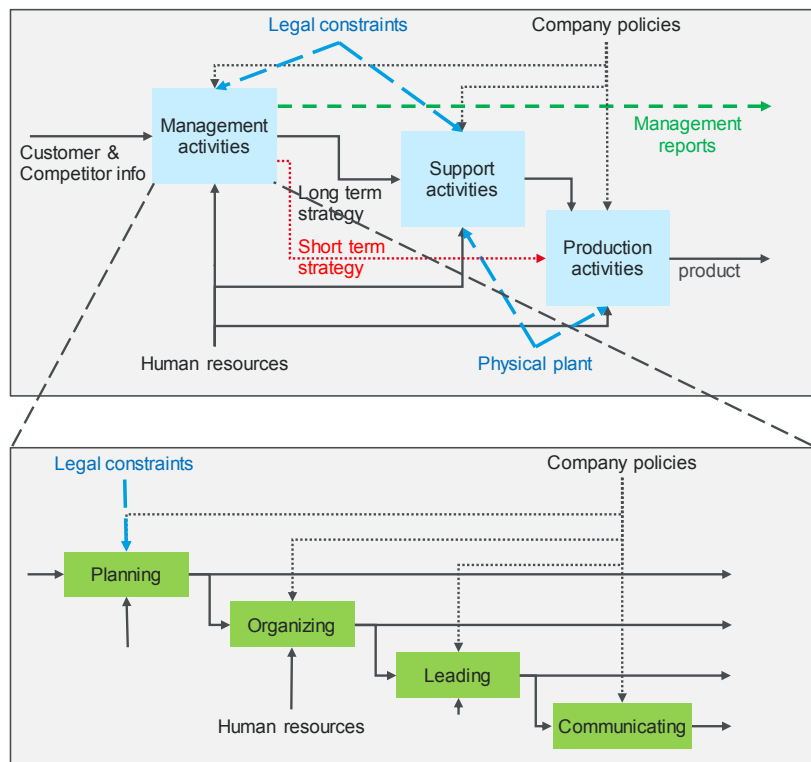 Legal constraints
Company policies
Management
activities
Management
reports
Customer &
Competitor info
Support
activities
Long term
strategy
Short term
strategy
Production
activities
product
Human resources
Physical plant
Legal constraints
Company policies
Planning
Organizing
Leading
Human resources
Communicating